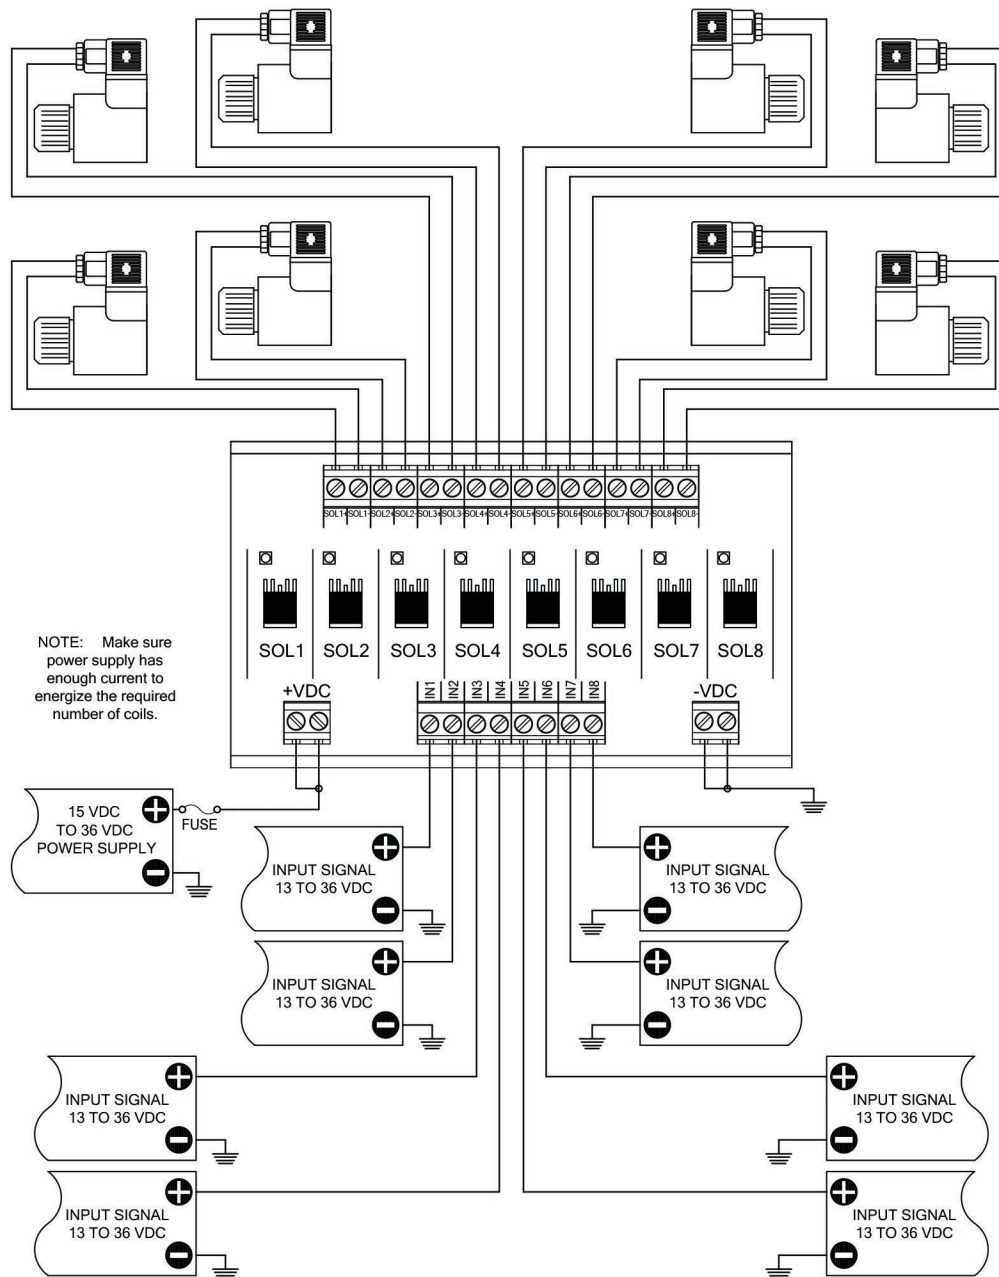 SOL1+ SOL1- SOL2+ SOL2- SOL3+ SOL3- SOL4+ SOL4- SOL5+ SOL5- SOL6+ SOL6- SOL7+ SOL7- SOL8+ SOL8-
SOL1 SOL2 SOL3 SOL4 SOL5 SOL6 SOL7 SOL8
NOTE: Make sure
power supply has
enough current to
energize the required
number of coils.
+VDC
IN1 IN2 IN3 IN4 IN5 IN6 IN7 IN8
-VDC
15 VDC
TO 36 VDC
POWER SUPPLY
FUSE
INPUT SIGNAL
13 TO 36 VDC
INPUT SIGNAL
13 TO 36 VDC
INPUT SIGNAL
13 TO 36 VDC
INPUT SIGNAL
13 TO 36 VDC
INPUT SIGNAL
13 TO 36 VDC
INPUT SIGNAL
13 TO 36 VDC
INPUT SIGNAL
13 TO 36 VDC
INPUT SIGNAL
13 TO 36 VDC